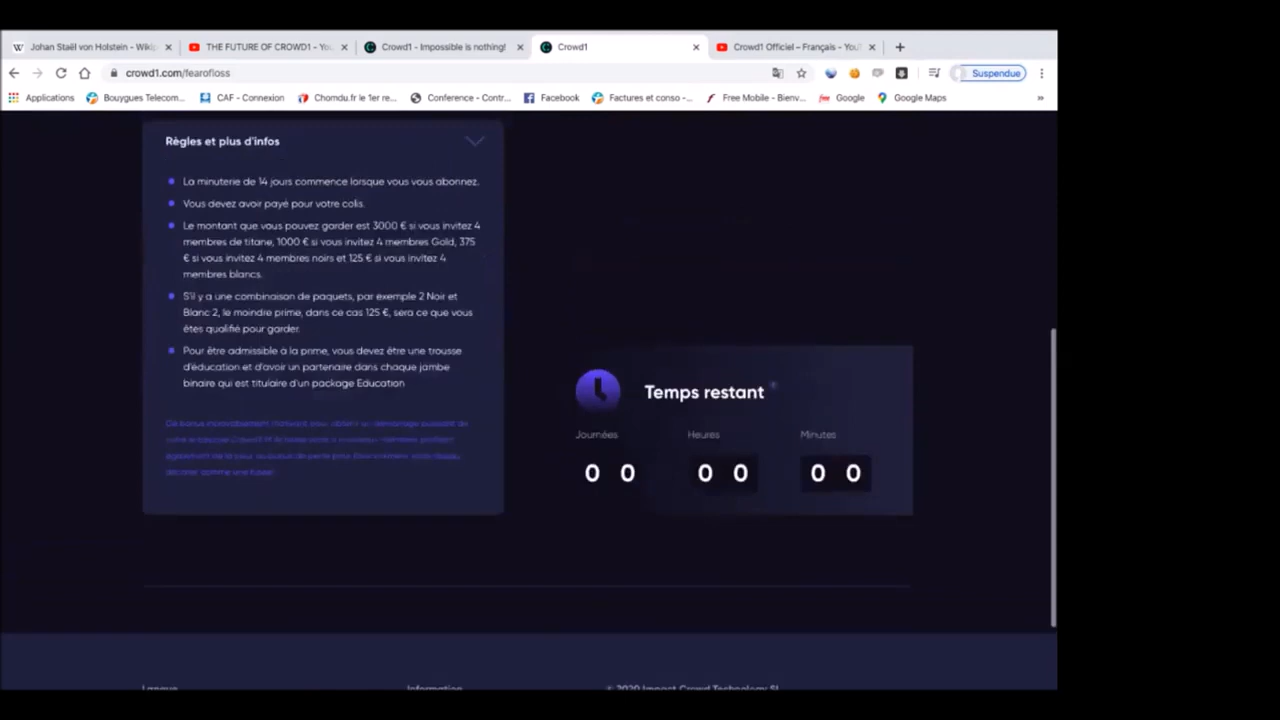 Johan Staël von Holstein - Wiki
THE FUTURE OF CROWD1 - You
Crowd1 - Impossible is nothing!
Crowd1
Crowd1 Officiel – Français - You
crowd1.com/fearofloss
Suspendue
Applications
Bouygues Telecom...
CAF - Connexion
Chomdu.fr le 1er re...
Conference - Contr...
Facebook
Factures et conso -...
Free Mobile - Bienv...
Google
Google Maps
»
Règles et plus d'infos
La minuterie de 14 jours commence lorsque vous vous abonnez.
Vous devez avoir payé pour votre colis.
Le montant que vous pouvez garder est 3000 € si vous invitez 4
membres de titane, 1000 € si vous invitez 4 membres Gold, 375
€ si vous invitez 4 membres noirs et 125 € si vous invitez 4
membres blancs.
S'il y a une combinaison de paquets, par exemple 2 Noir et
Blanc 2, le moindre prime, dans ce cas 125 €, sera ce que vous
êtes qualifié pour garder.
Pour être admissible à la prime, vous devez être une trousse
d'éducation et d'avoir un partenaire dans chaque jambe
binaire qui est titulaire d'un package Education
Temps restant
Journées
Heures
Minutes
0 0
0 0
0 0
Langue
Information
© 2020 Impact Crowd Technology SL